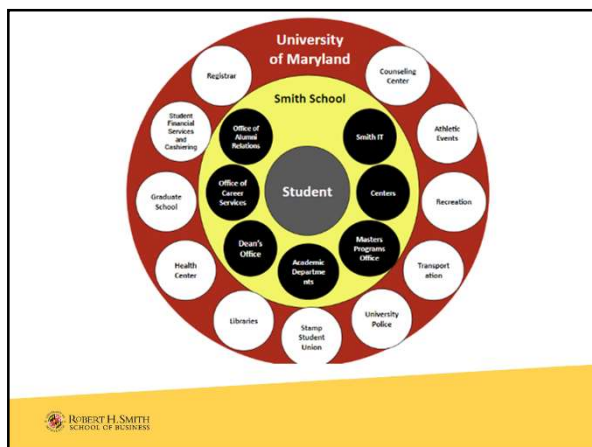 University
of Maryland
Registrar
Counseling
Center
Smith School
Student
Financial
Services
and
Cashiering
Office of
Alumni
Relations
Smith IT
Athletic
Events
Graduate
School
Office of
Career
Services
Student
Centers
Recreation
Health
Center
Dean's
Office
Academic
Departme
nts
Masters
Programs
Office
Transport
ation
Libraries
Stamp
Student
Union
University
Police
ROBERT H. SMITH
SCHOOL OF BUSINESS